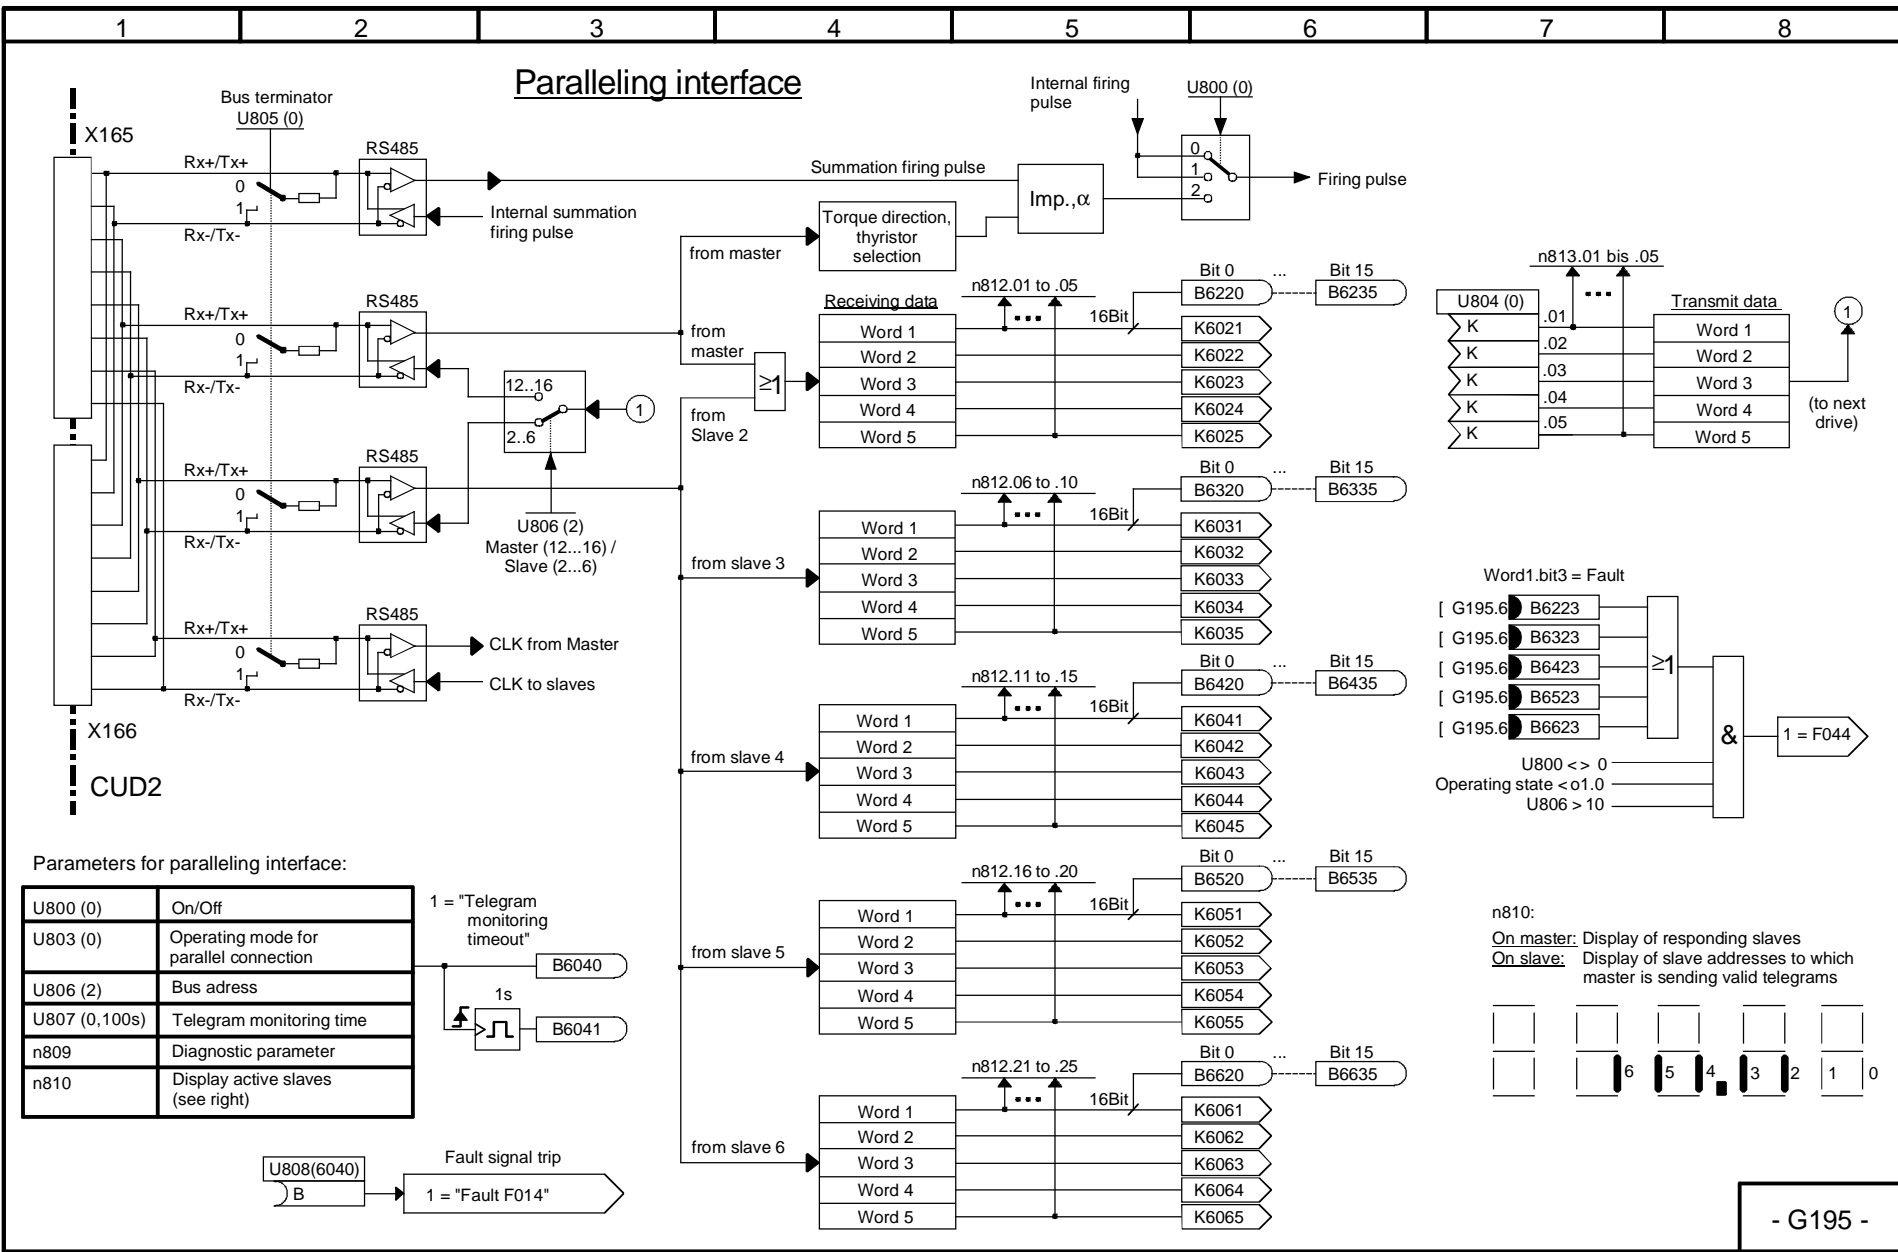 1 2 3 4 5 6 7 8
Paralleling interface
Bus terminator
U805 (0)
X165
Rx+/Tx+
0
1
Rx-/Tx-
RS485
Internal summation
firing pulse
Summation firing pulse
Internal firing
pulse
U800 (0)
0
1
2
Imp.,α
Firing pulse
Torque direction,
thyristor
selection
from master
Rx+/Tx+
0
1
Rx-/Tx-
RS485
from
master
≥1
from
Slave 2
12..16
2..6
1
U806 (2)
Master (12...16) /
Slave (2...6)
Rx+/Tx+
0
1
Rx-/Tx-
RS485
Rx+/Tx+
0
1
Rx-/Tx-
RS485
CLK from Master
CLK to slaves
X166
CUD2
Receiving data
Word 1
Word 2
Word 3
Word 4
Word 5
n812.01 to .05
16Bit
Bit 0 ... Bit 15
B6220 B6235
K6021
K6022
K6023
K6024
K6025
from slave 3
Word 1
Word 2
Word 3
Word 4
Word 5
n812.06 to .10
16Bit
Bit 0 ... Bit 15
B6320 B6335
K6031
K6032
K6033
K6034
K6035
from slave 4
Word 1
Word 2
Word 3
Word 4
Word 5
n812.11 to .15
16Bit
Bit 0 ... Bit 15
B6420 B6435
K6041
K6042
K6043
K6044
K6045
from slave 5
Word 1
Word 2
Word 3
Word 4
Word 5
n812.16 to .20
16Bit
Bit 0 ... Bit 15
B6520 B6535
K6051
K6052
K6053
K6054
K6055
from slave 6
Word 1
Word 2
Word 3
Word 4
Word 5
n812.21 to .25
16Bit
Bit 0 ... Bit 15
B6620 B6635
K6061
K6062
K6063
K6064
K6065
n813.01 bis .05
U804 (0)
K .01
K .02
K .03
K .04
K .05
Transmit data
Word 1
Word 2
Word 3
Word 4
Word 5
1
(to next
drive)
Word1.bit3 = Fault
[ G195.6 B6223
[ G195.6 B6323
[ G195.6 B6423
[ G195.6 B6523
[ G195.6 B6623
≥1
U800 <> 0
Operating state < o1.0
U806 > 10
&
1 = F044
Parameters for paralleling interface:
U800 (0) On/Off
U803 (0) Operating mode for
parallel connection
U806 (2) Bus adress
U807 (0,100s) Telegram monitoring time
n809 Diagnostic parameter
n810 Display active slaves
(see right)
1 = "Telegram
monitoring
timeout"
B6040
1s
B6041
U808(6040)
B
Fault signal trip
1 = "Fault F014"
n810:
On master: Display of responding slaves
On slave: Display of slave addresses to which
master is sending valid telegrams
6 5 4 3 2 1 0
- G195 -